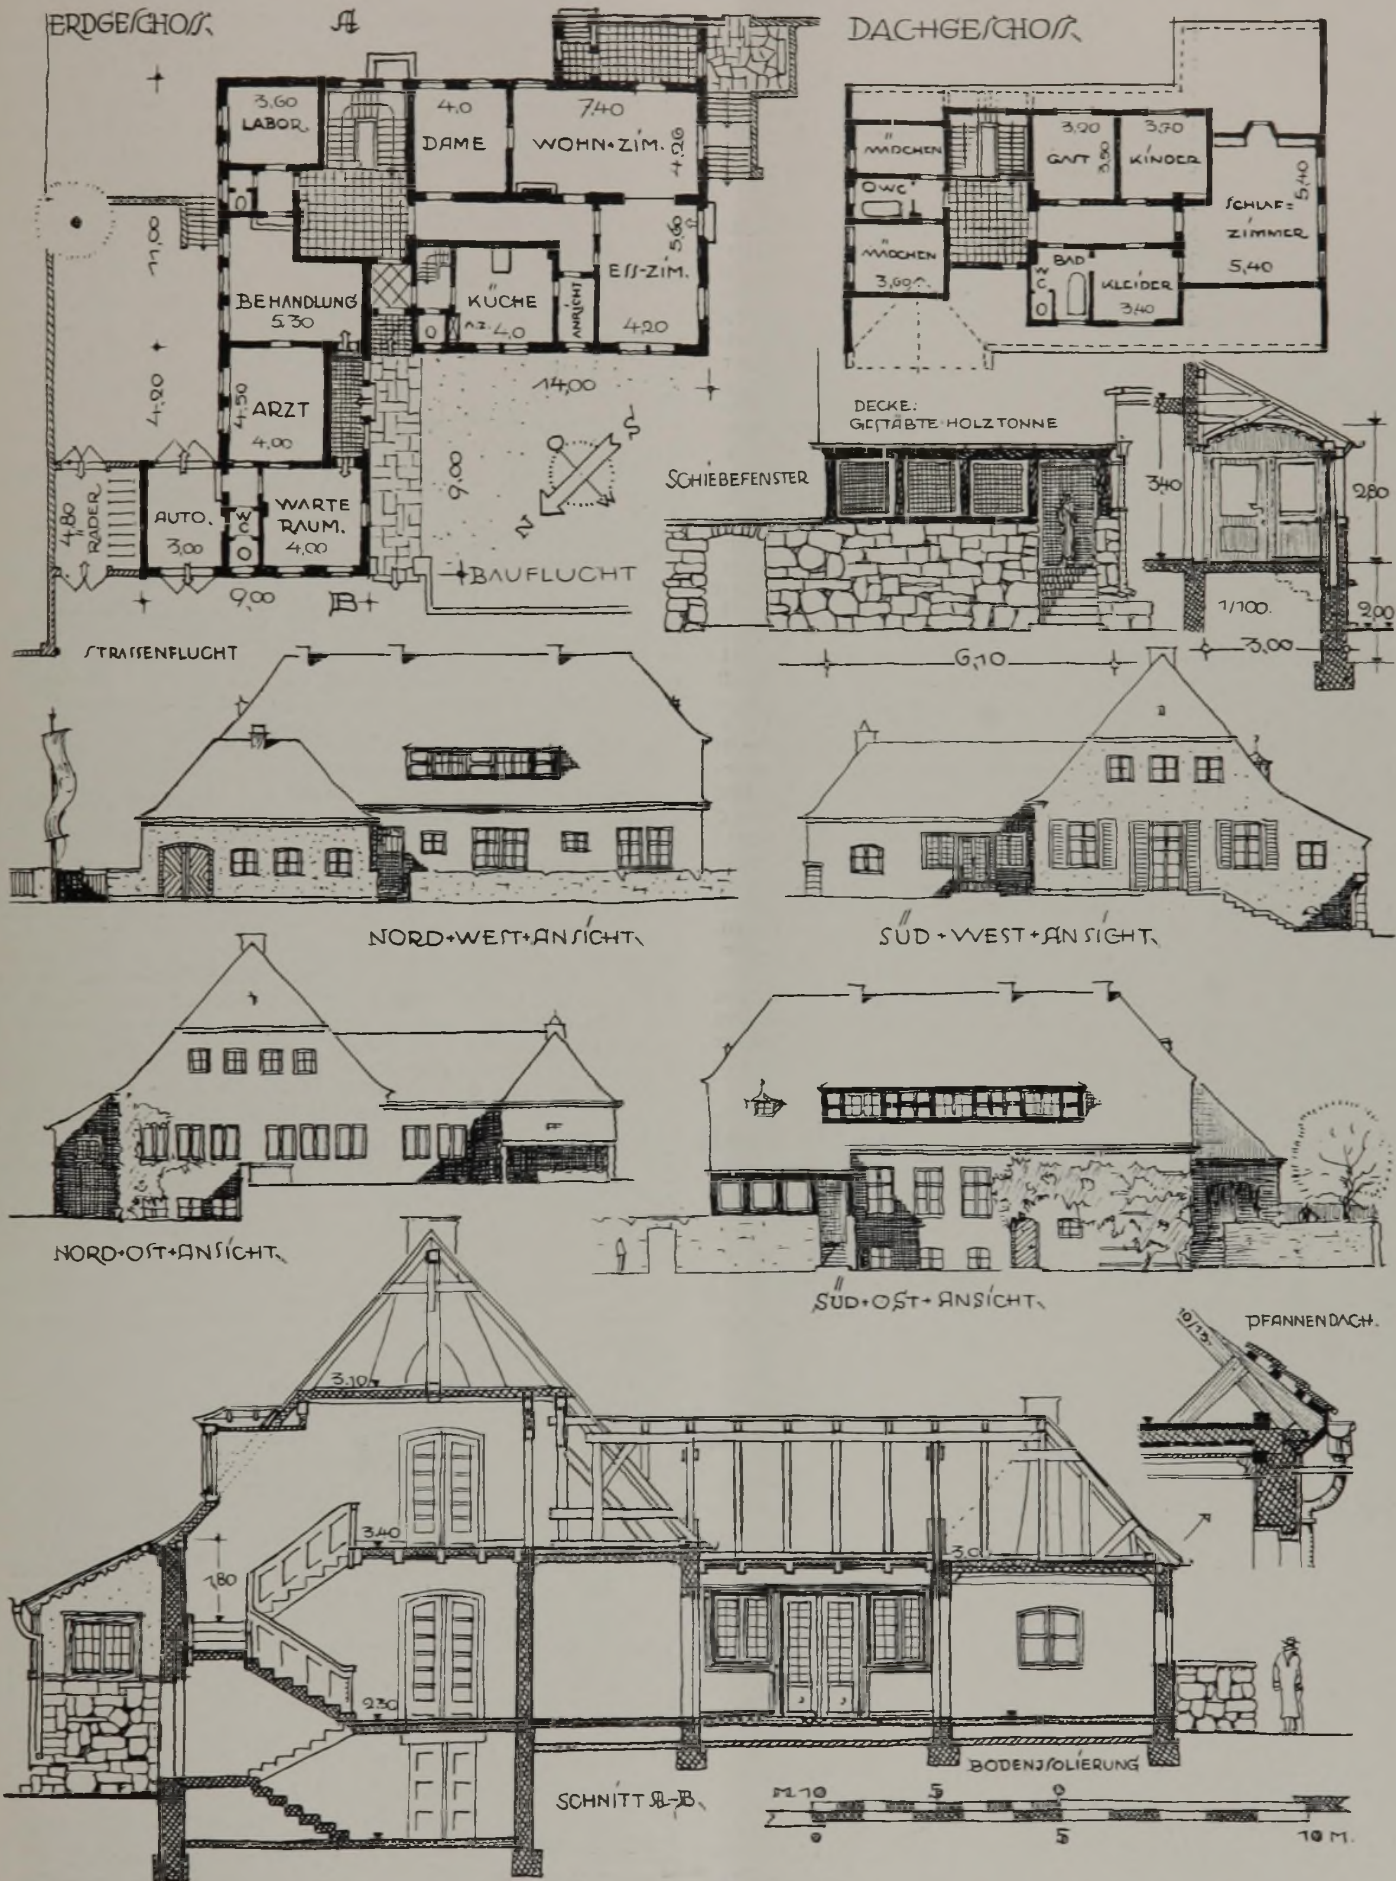 ERDGESCHOSS.
A
3,60
LABOR.
4,0
DAME
7,40
WOHN+ZIM.
4,26
11,00
BEHANDLUNG
5.30
KÜCHE
4,0
ANRICHT
5,60
ESS-ZIM.
4,20
4,20
4,50
ARZT
4,00
14,00
9,00
S
O
N
4,80
RÄDER
AUTO.
3,00
WC
WARTE
RAUM.
4,00
BAUFLUCHT
9,00
B
STRASSENFLUCHT
DACHGESCHOSS.
MÄDCHEN
WC
MÄDCHEN
3,60
3,20
GAST
3,50
3,70
KINDER
SCHLAF=
ZIMMER
5,40
5,40
BAD
WC
KLEIDER
3,40
DECKE:
GESTÄBTE HOLZTONNE
SCHIEBEFENSTER
3,40
2,80
1/100.
2,00
6,10
3,00
NORD+WEST+ANSICHT.
SÜD+WEST+ANSICHT.
NORD+OST+ANSICHT.
SÜD+OST+ANSICHT.
PFANNENDACH.
3.10
3.40
1,80
3.0
2.30
BODENISOLIERUNG
SCHNITT A-B.
M 10 5 0
0 5 10 M.